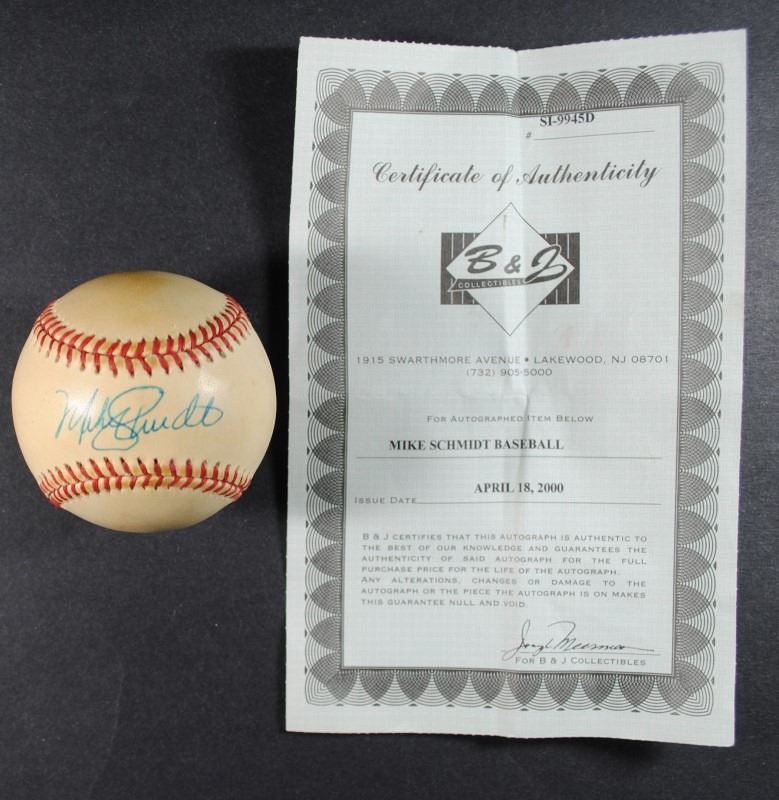 Mike Schmidt
# SI-9945D
Certificate of Authenticity
B & J
COLLECTIBLES
1915 SWARTHMORE AVENUE • LAKEWOOD, NJ 08701
(732) 905-5000
FOR AUTOGRAPHED ITEM BELOW
MIKE SCHMIDT BASEBALL
APRIL 18, 2000
ISSUE DATE
B & J CERTIFIES THAT THIS AUTOGRAPH IS AUTHENTIC TO
THE BEST OF OUR KNOWLEDGE AND GUARANTEES THE
AUTHENTICITY OF SAID AUTOGRAPH FOR THE FULL
PURCHASE PRICE FOR THE LIFE OF THE AUTOGRAPH.
ANY ALTERATIONS, CHANGES OR DAMAGE TO THE
AUTOGRAPH OR THE PIECE THE AUTOGRAPH IS ON MAKES
THIS GUARANTEE NULL AND VOID.
FOR B & J COLLECTIBLES